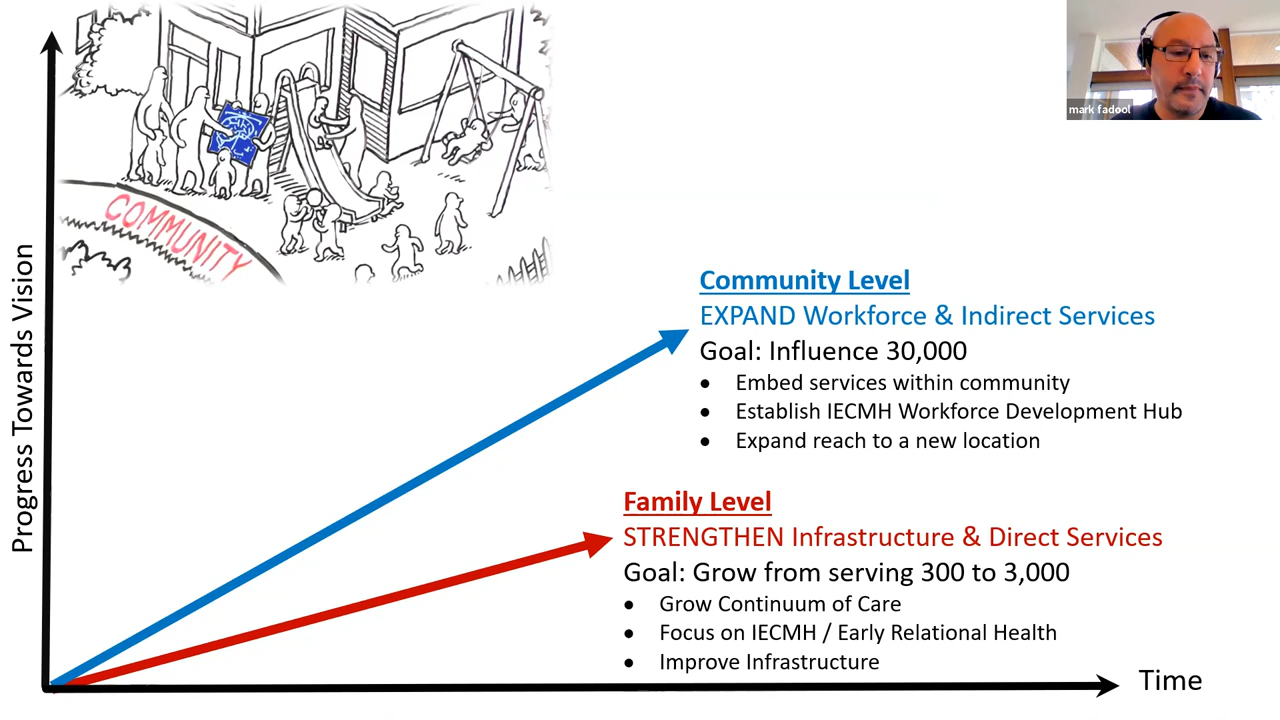 mark fadool
COMMUNITY
Progress Towards Vision
Community Level
EXPAND Workforce & Indirect Services
Goal: Influence 30,000
• Embed services within community
• Establish IECMH Workforce Development Hub
• Expand reach to a new location
Family Level
STRENGTHEN Infrastructure & Direct Services
Goal: Grow from serving 300 to 3,000
• Grow Continuum of Care
• Focus on IECMH / Early Relational Health
• Improve Infrastructure
Time